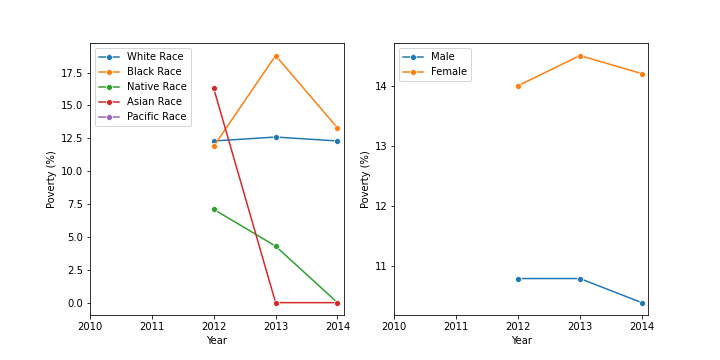 White Race
Black Race
Native Race
Asian Race
Pacific Race
17.5
15.0
12.5
10.0
7.5
5.0
2.5
0.0
Poverty (%)
2010 2011 2012 2013 2014
Year
Male
Female
14
13
12
11
Poverty (%)
2010 2011 2012 2013 2014
Year